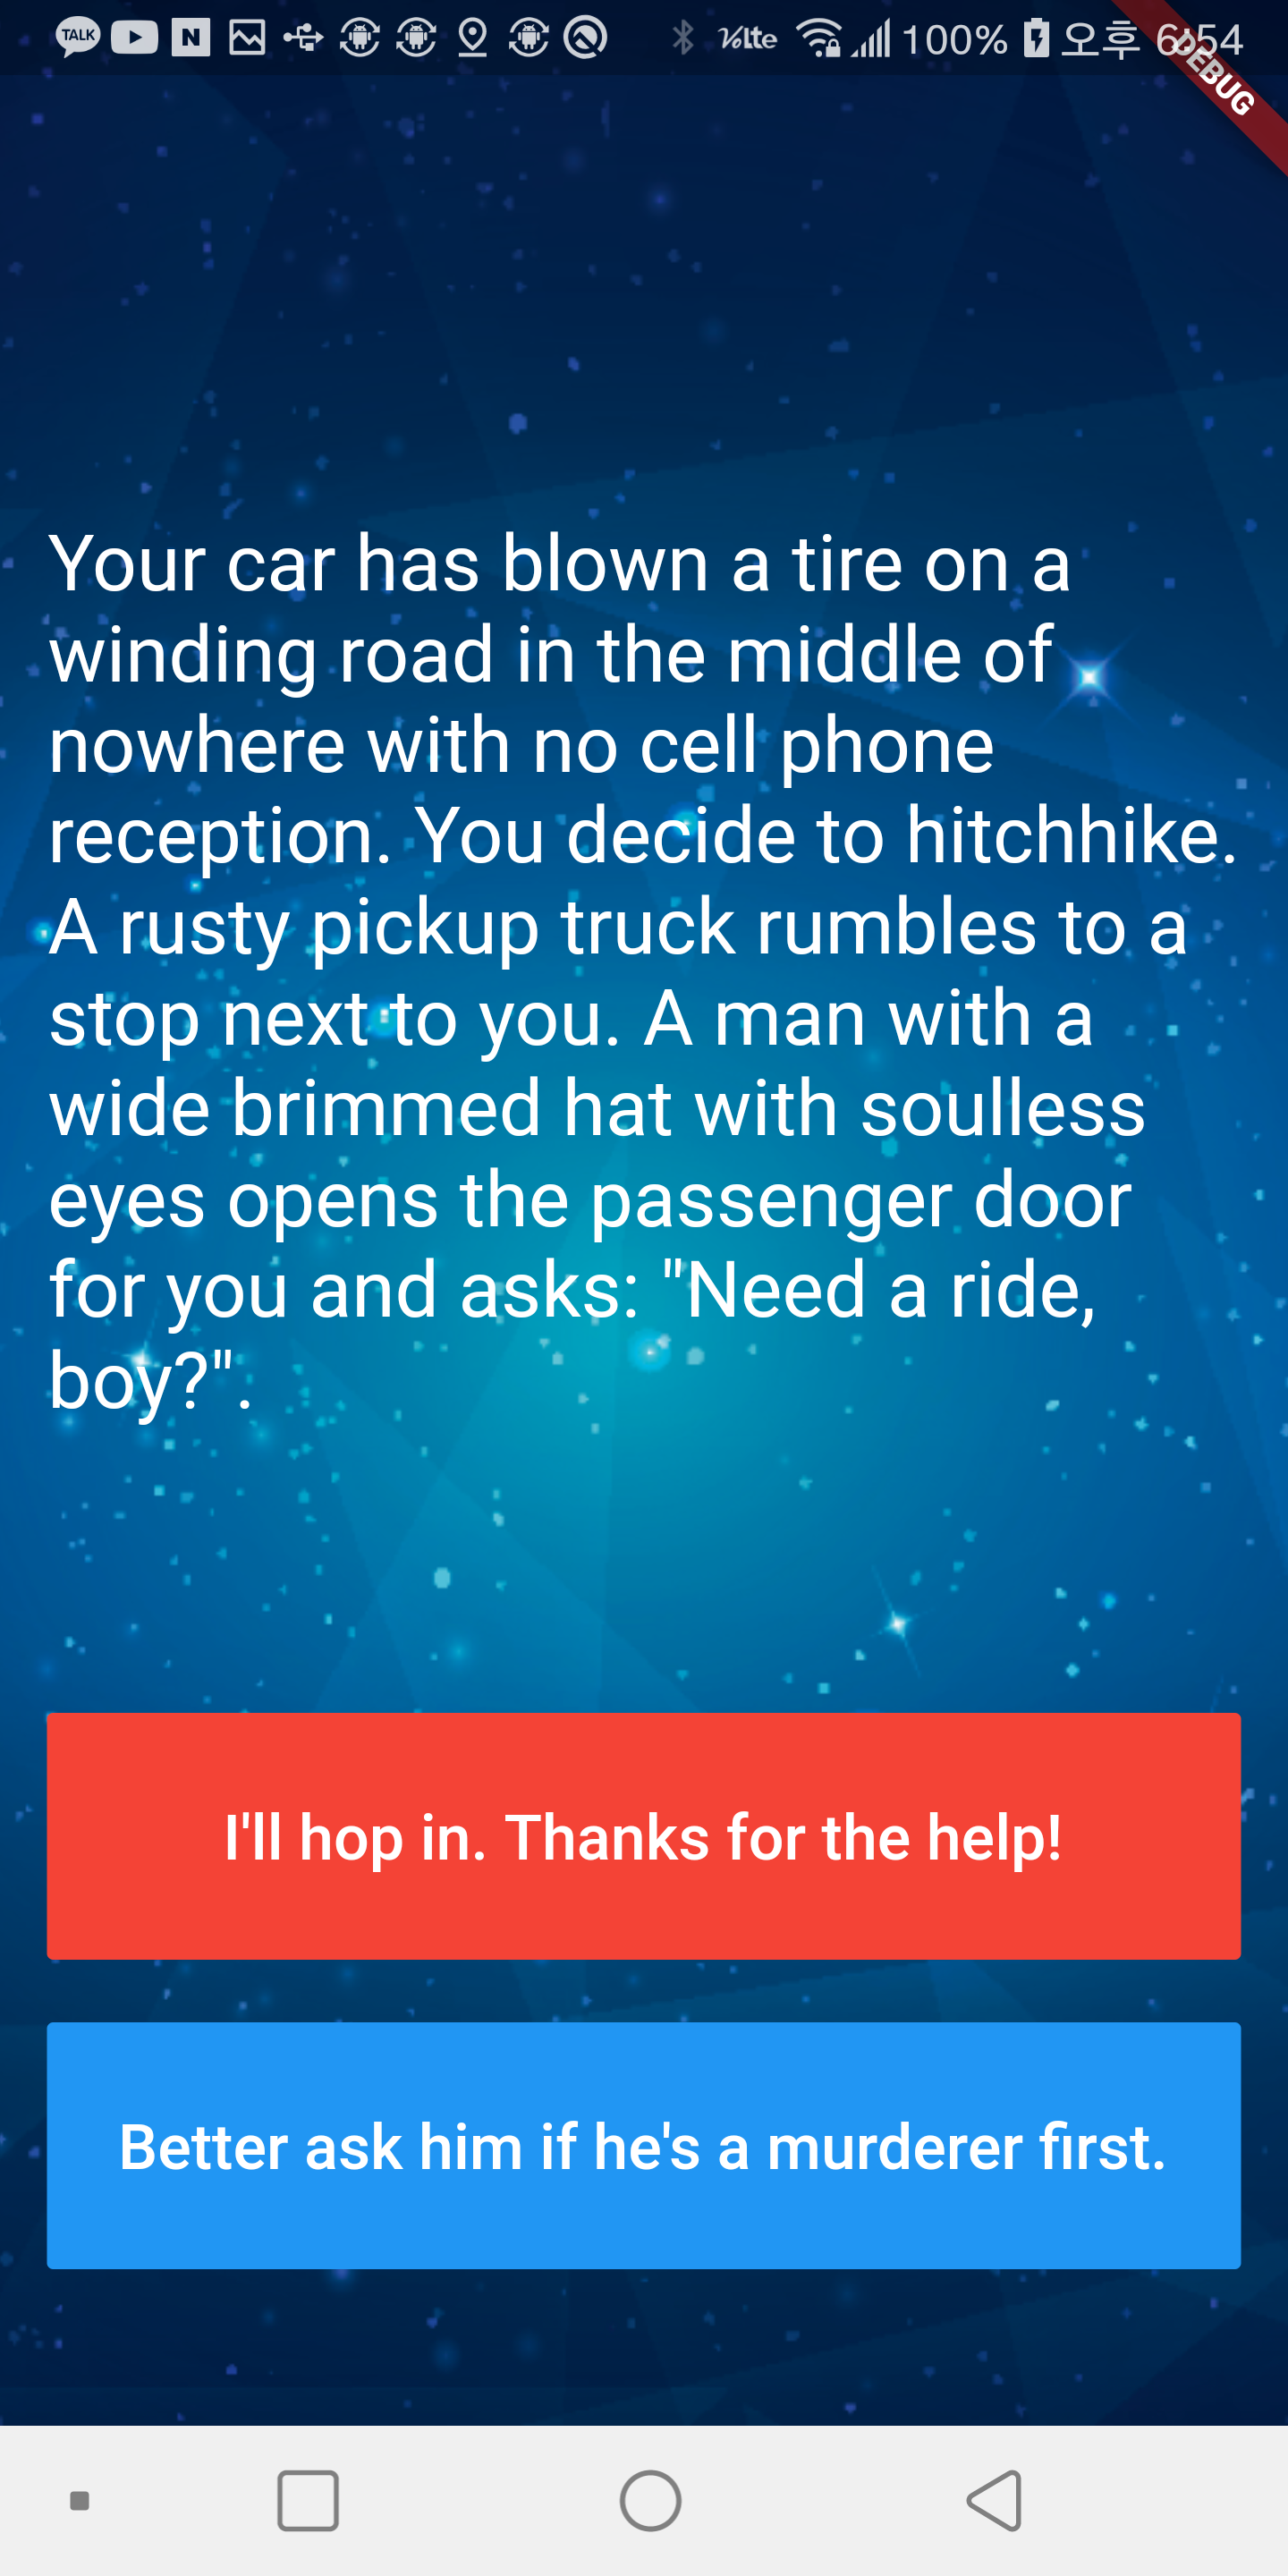 TALK N VoLte 100% 오후 6:54
DEBUG
Your car has blown a tire on a
winding road in the middle of
nowhere with no cell phone
reception. You decide to hitchhike.
A rusty pickup truck rumbles to a
stop next to you. A man with a
wide brimmed hat with soulless
eyes opens the passenger door
for you and asks: "Need a ride,
boy?".
I'll hop in. Thanks for the help!
Better ask him if he's a murderer first.